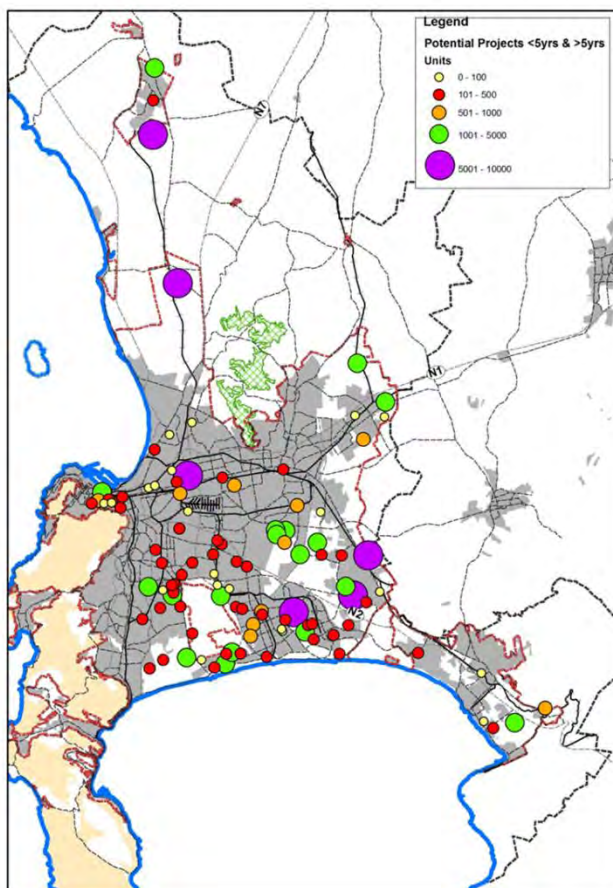 Legend
Potential Projects <5yrs & >5yrs
Units
0 - 100
101 - 500
501 - 1000
1001 - 5000
5001 - 10000
N1
N2